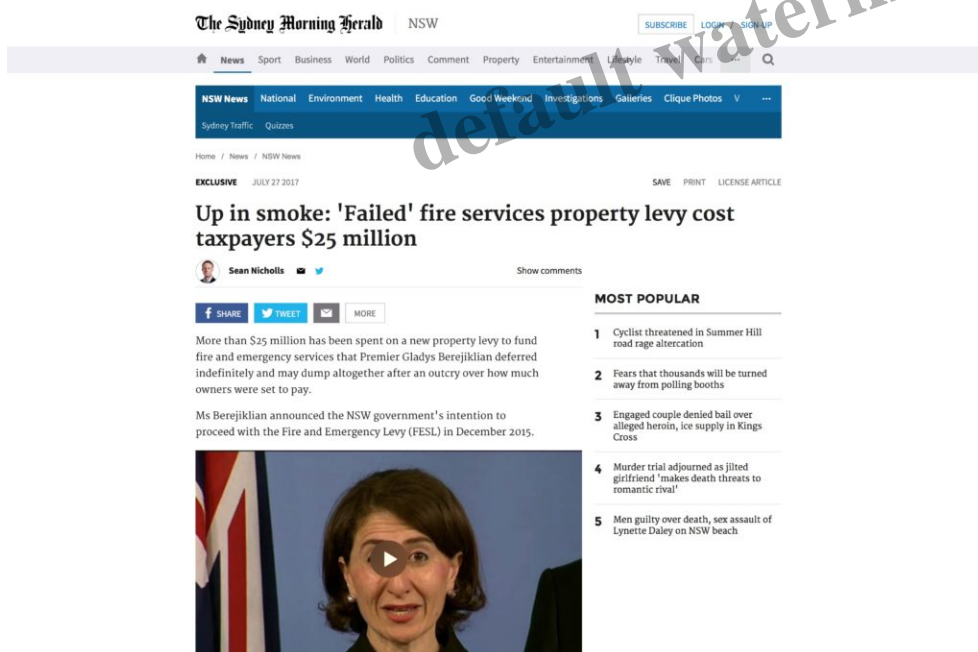 The Sydney Morning Herald
NSW
SUBSCRIBE
LOGIN / SIGN-UP
News Sport Business World Politics Comment Property Entertainment Lifestyle Travel Cars ...
NSW News National Environment Health Education Good Weekend Investigations Galleries Clique Photos V ...
Sydney Traffic Quizzes
Home / News / NSW News
EXCLUSIVE JULY 27 2017
SAVE PRINT LICENSE ARTICLE
Up in smoke: 'Failed' fire services property levy cost
taxpayers $25 million
Sean Nicholls
Show comments
f SHARE
TWEET
MORE
More than $25 million has been spent on a new property levy to fund
fire and emergency services that Premier Gladys Berejiklian deferred
indefinitely and may dump altogether after an outcry over how much
owners were set to pay.
Ms Berejiklian announced the NSW government's intention to
proceed with the Fire and Emergency Levy (FESL) in December 2015.
MOST POPULAR
1 Cyclist threatened in Summer Hill
road rage altercation
2 Fears that thousands will be turned
away from polling booths
3 Engaged couple denied bail over
alleged heroin, ice supply in Kings
Cross
4 Murder trial adjourned as jilted
girlfriend 'makes death threats to
romantic rival'
5 Men guilty over death, sex assault of
Lynette Daley on NSW beach
default waterm